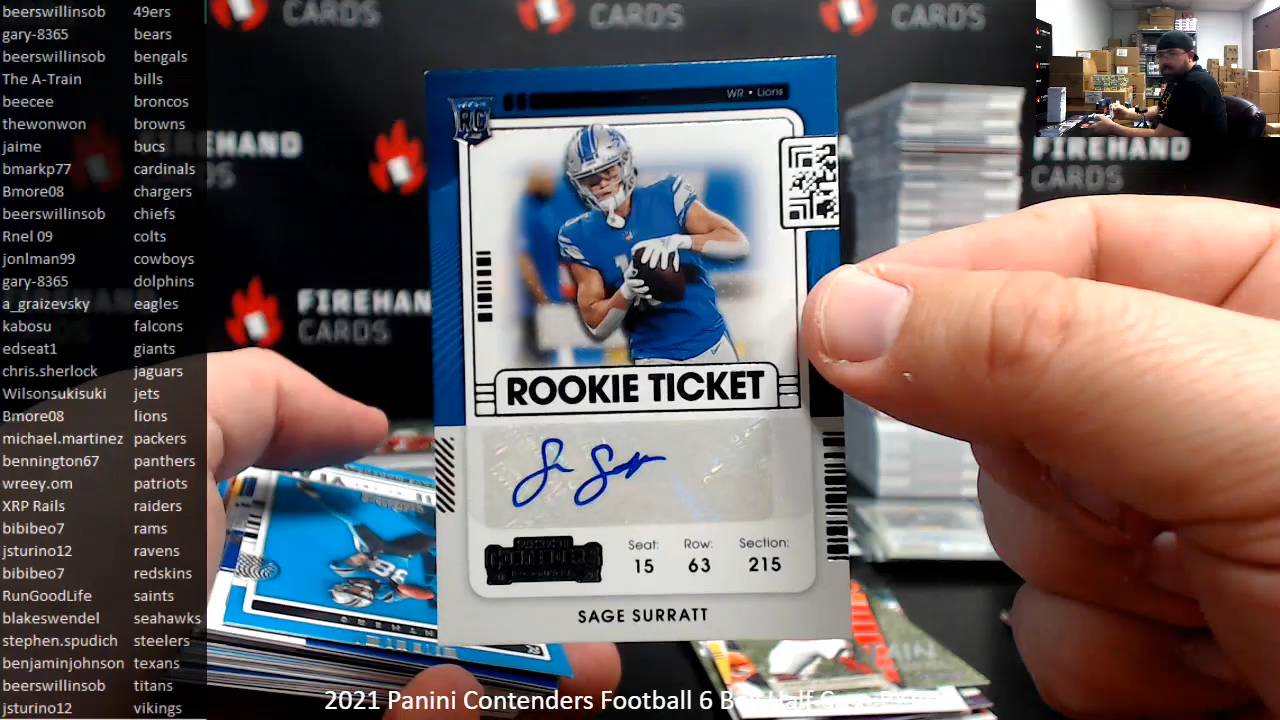 beerswillinsob 49ers
gary-8365 bears
beerswillinsob bengals
The A-Train bills
beecee broncos
thewonwon browns
jaime bucs
bmarkp77 cardinals
Bmore08 chargers
beerswillinsob chiefs
Rnel 09 colts
jonlman99 cowboys
gary-8365 dolphins
a_graizevsky eagles
kabosu falcons
edseat1 giants
chris.sherlock jaguars
Wilsonsukisuki jets
Bmore08 lions
michael.martinez packers
bennington67 panthers
wreey.om patriots
XRP Rails raiders
bibibeo7 rams
jsturino12 ravens
bibibeo7 redskins
RunGoodLife saints
blakeswendel seahawks
stephen.spudich steelers
benjaminjohnson texans
beerswillinsob titans
jsturino12 vikings
CARDS
CARDS
CARDS
FIREHAND
CARDS
FIREHAND
CARDS
WR • Lions
RC
ROOKIE TICKET
CONTENDERS
Seat: Row: Section:
15 63 215
SAGE SURRATT
2021 Panini Contenders Football 6 Box Half Case